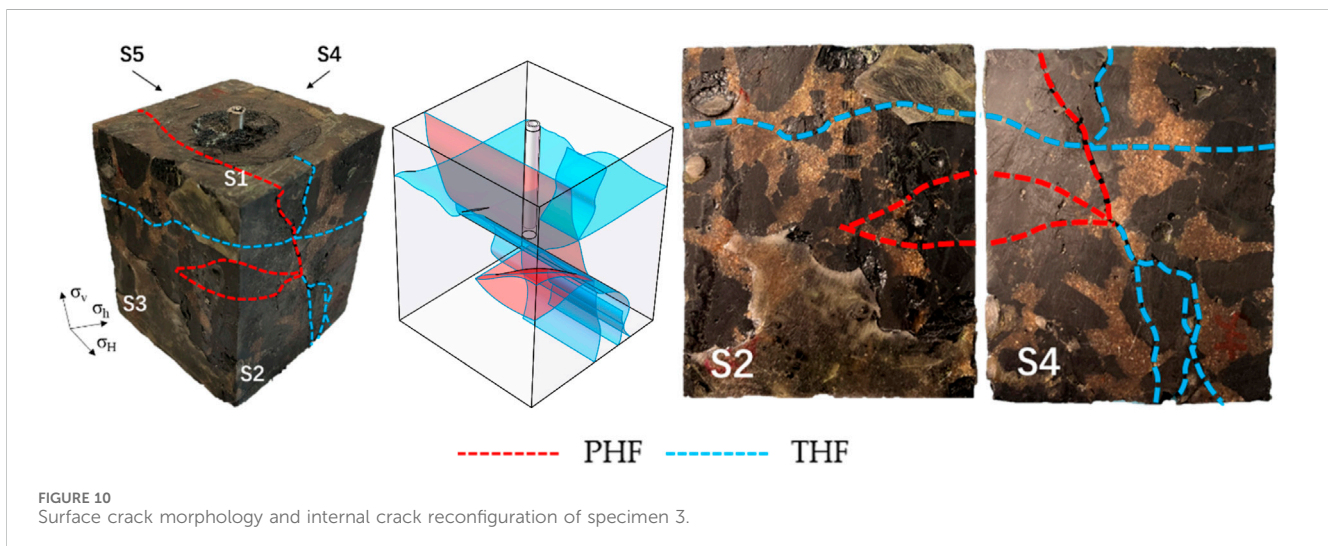 S5
S4
S1
S3
S2
σv
σh
σH
S2
S4
PHF
THF
FIGURE 10
Surface crack morphology and internal crack reconfiguration of specimen 3.